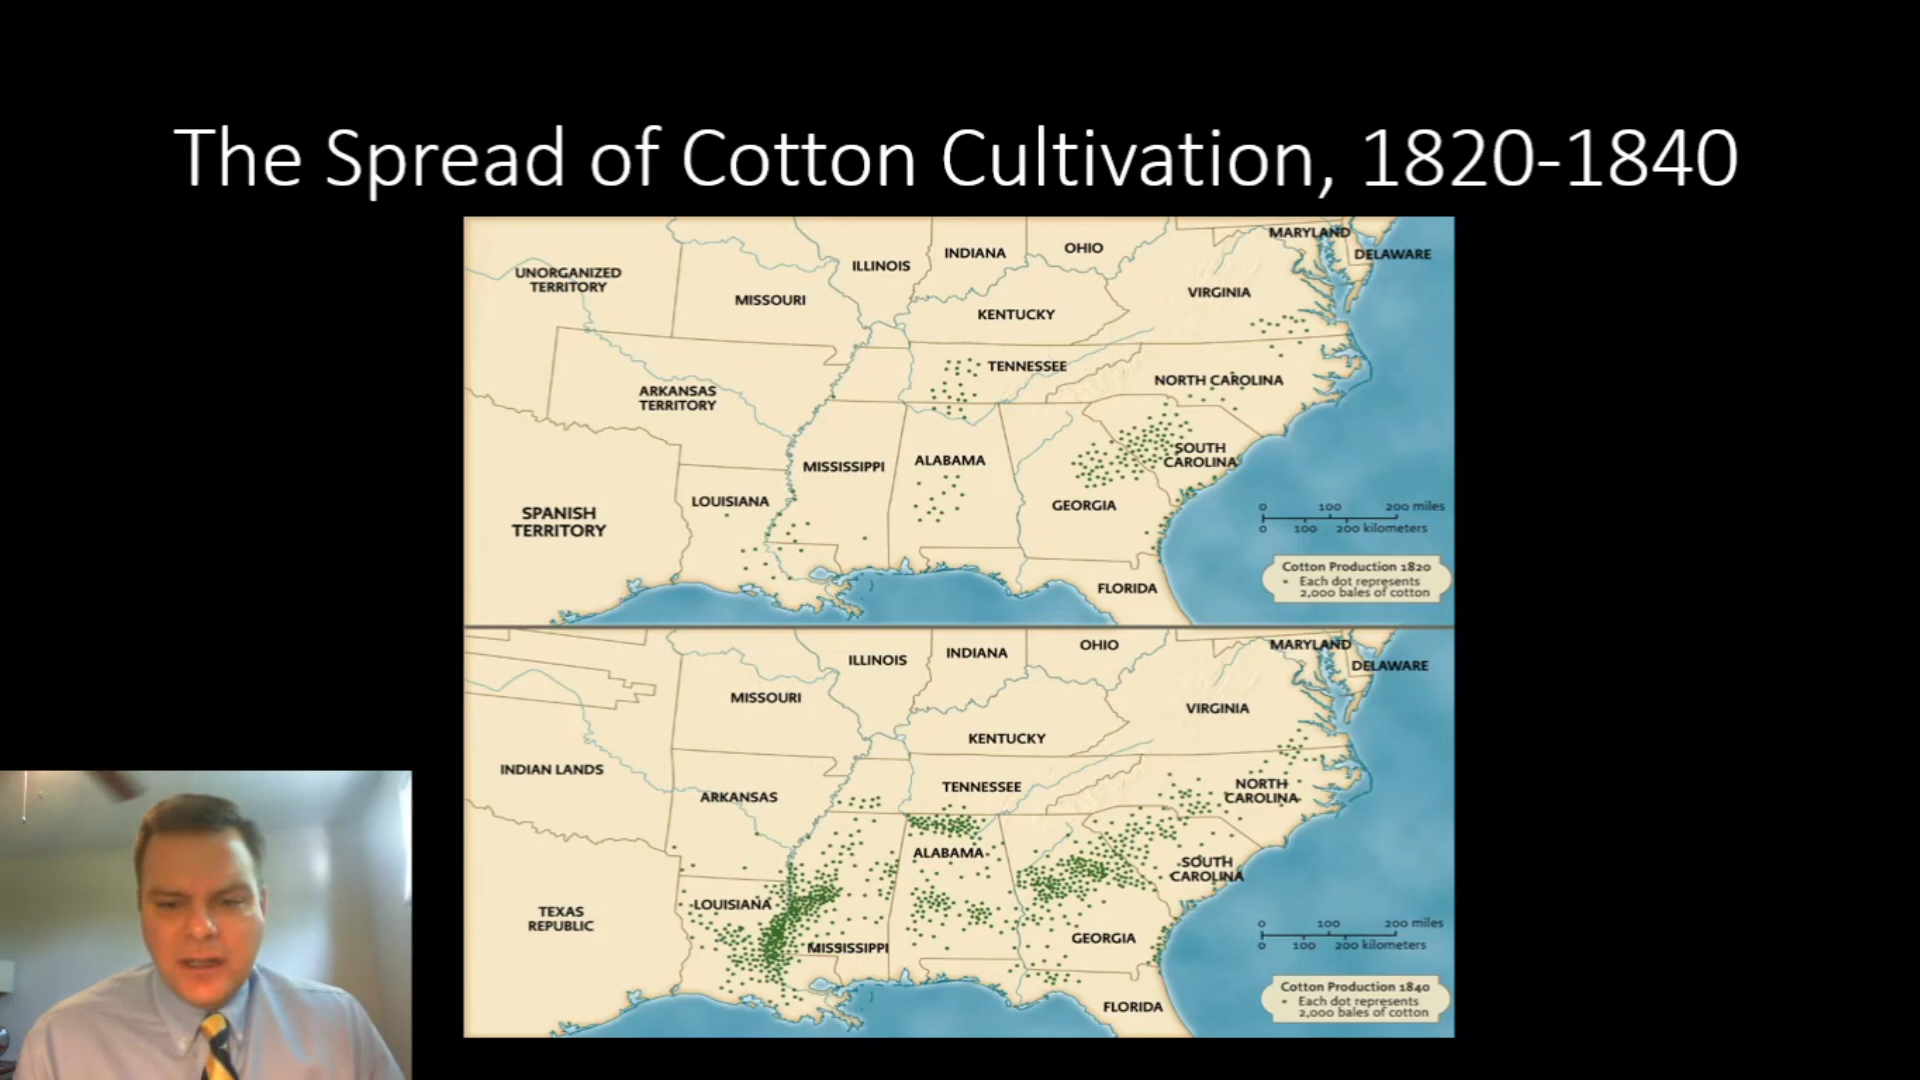 The Spread of Cotton Cultivation, 1820-1840
MARYLAND
DELAWARE
OHIO
INDIANA
ILLINOIS
UNORGANIZED
TERRITORY
MISSOURI
VIRGINIA
KENTUCKY
TENNESSEE
NORTH CAROLINA
ARKANSAS
TERRITORY
SOUTH
CAROLINA
ALABAMA
MISSISSIPPI
LOUISIANA
GEORGIA
SPANISH
TERRITORY
0 100 200 miles
0 100 200 kilometers
Cotton Production 1820
• Each dot represents
2,000 bales of cotton
FLORIDA
MARYLAND
DELAWARE
OHIO
INDIANA
ILLINOIS
MISSOURI
VIRGINIA
KENTUCKY
INDIAN LANDS
TENNESSEE
NORTH
CAROLINA
ARKANSAS
ALABAMA
SOUTH
CAROLINA
LOUISIANA
TEXAS
REPUBLIC
MISSISSIPPI
GEORGIA
0 100 200 miles
0 100 200 kilometers
Cotton Production 1840
• Each dot represents
2,000 bales of cotton
FLORIDA